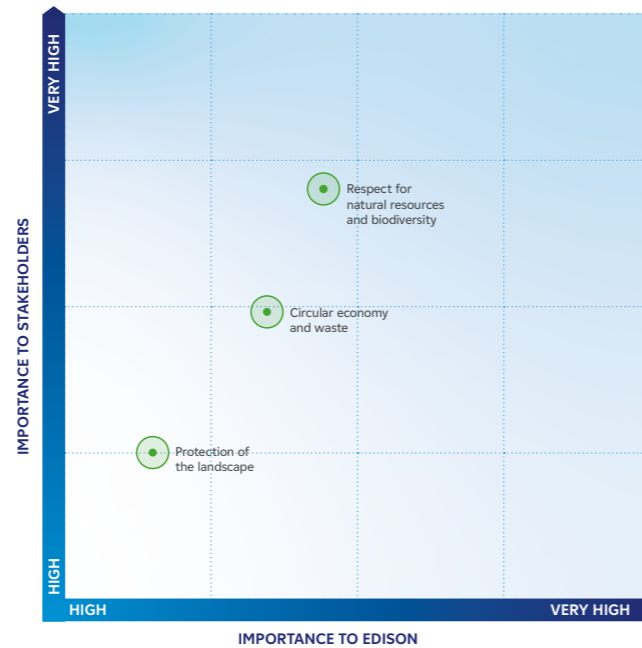 VERY HIGH
IMPORTANCE TO STAKEHOLDERS
Respect for
natural resources
and biodiversity
Circular economy
and waste
Protection of
the landscape
HIGH
HIGH
VERY HIGH
IMPORTANCE TO EDISON